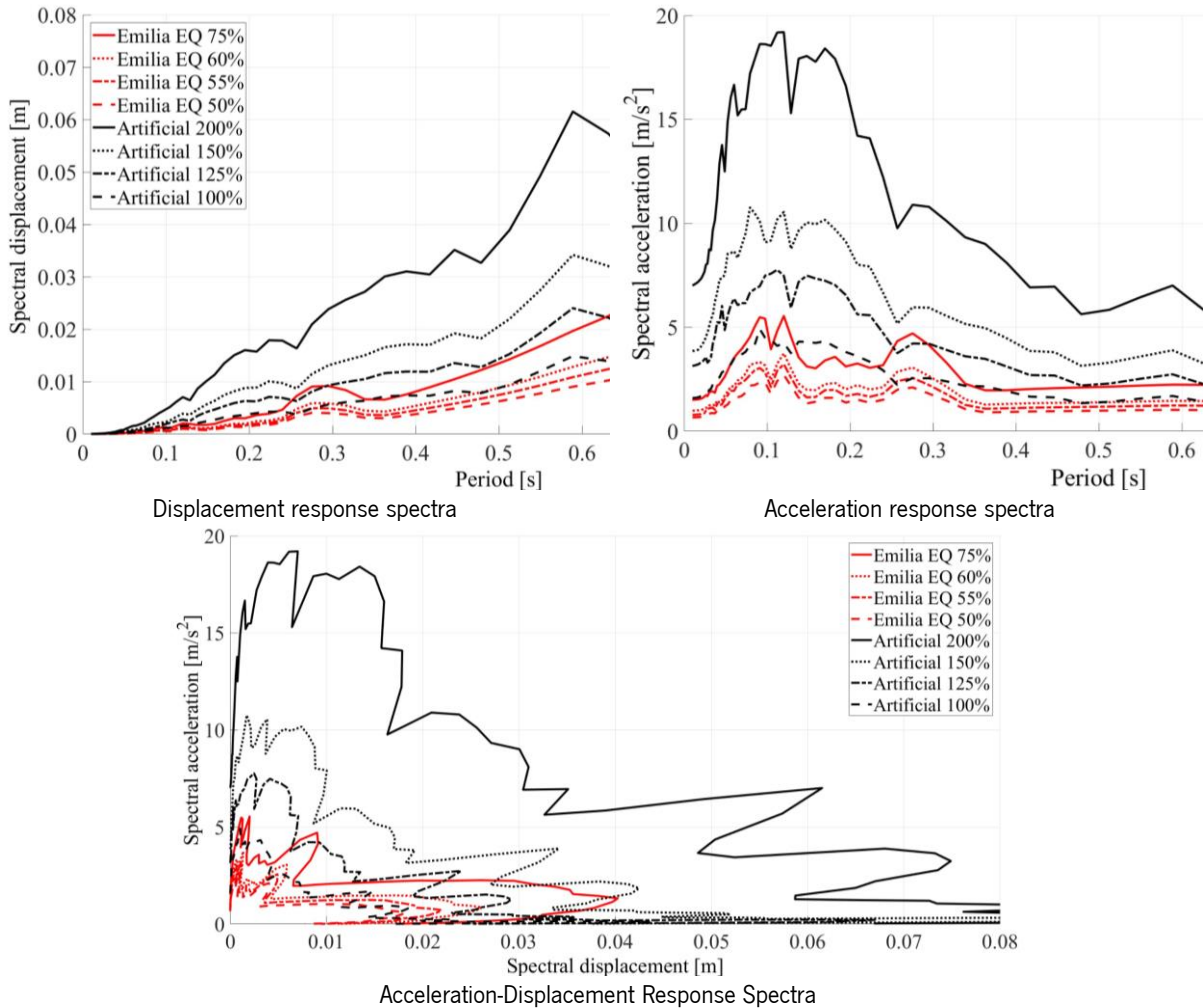 0.08
0.07
0.06
0.05
0.04
0.03
0.02
0.01
0
Spectral displacement [m]
Emilia EQ 75%
Emilia EQ 60%
Emilia EQ 55%
Emilia EQ 50%
Artificial 200%
Artificial 150%
Artificial 125%
Artificial 100%
0 0.1 0.2 0.3 0.4 0.5 0.6
Period [s]
Displacement response spectra
20
15
10
5
0
Spectral acceleration [m/s²]
0 0.1 0.2 0.3 0.4 0.5 0.6
Period [s]
Acceleration response spectra
20
15
10
5
0
Spectral acceleration [m/s²]
Emilia EQ 75%
Emilia EQ 60%
Emilia EQ 55%
Emilia EQ 50%
Artificial 200%
Artificial 150%
Artificial 125%
Artificial 100%
0 0.01 0.02 0.03 0.04 0.05 0.06 0.07 0.08
Spectral displacement [m]
Acceleration-Displacement Response Spectra